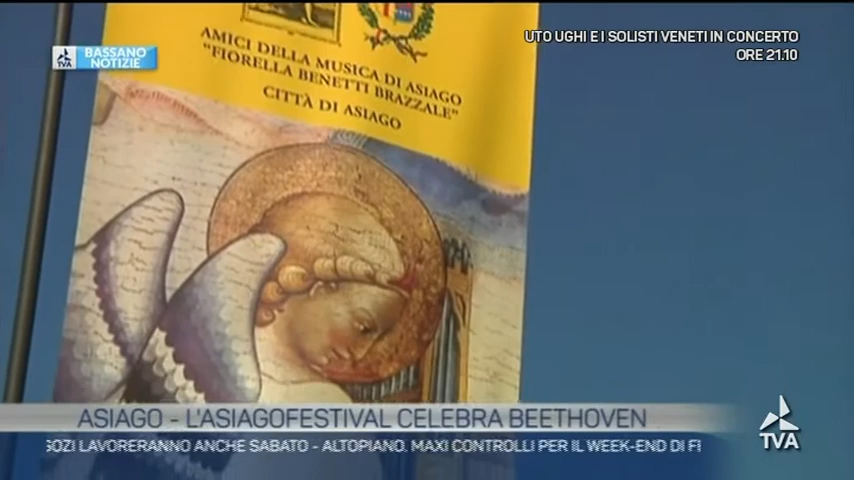 TVA
BASSANO
NOTIZIE
UTO UGHI E I SOLISTI VENETI IN CONCERTO
ORE 21.10
AMICI DELLA MUSICA DI ASIAGO
"FIORELLA BENETTI BRAZZALE"
CITTÀ DI ASIAGO
ASIAGO - L'ASIAGOFESTIVAL CELEBRA BEETHOVEN
LAVORERANNO ANCHE SABATO - ALTOPIANO. MAXI CONTROLLI PER IL WEEK-END DI
TVA